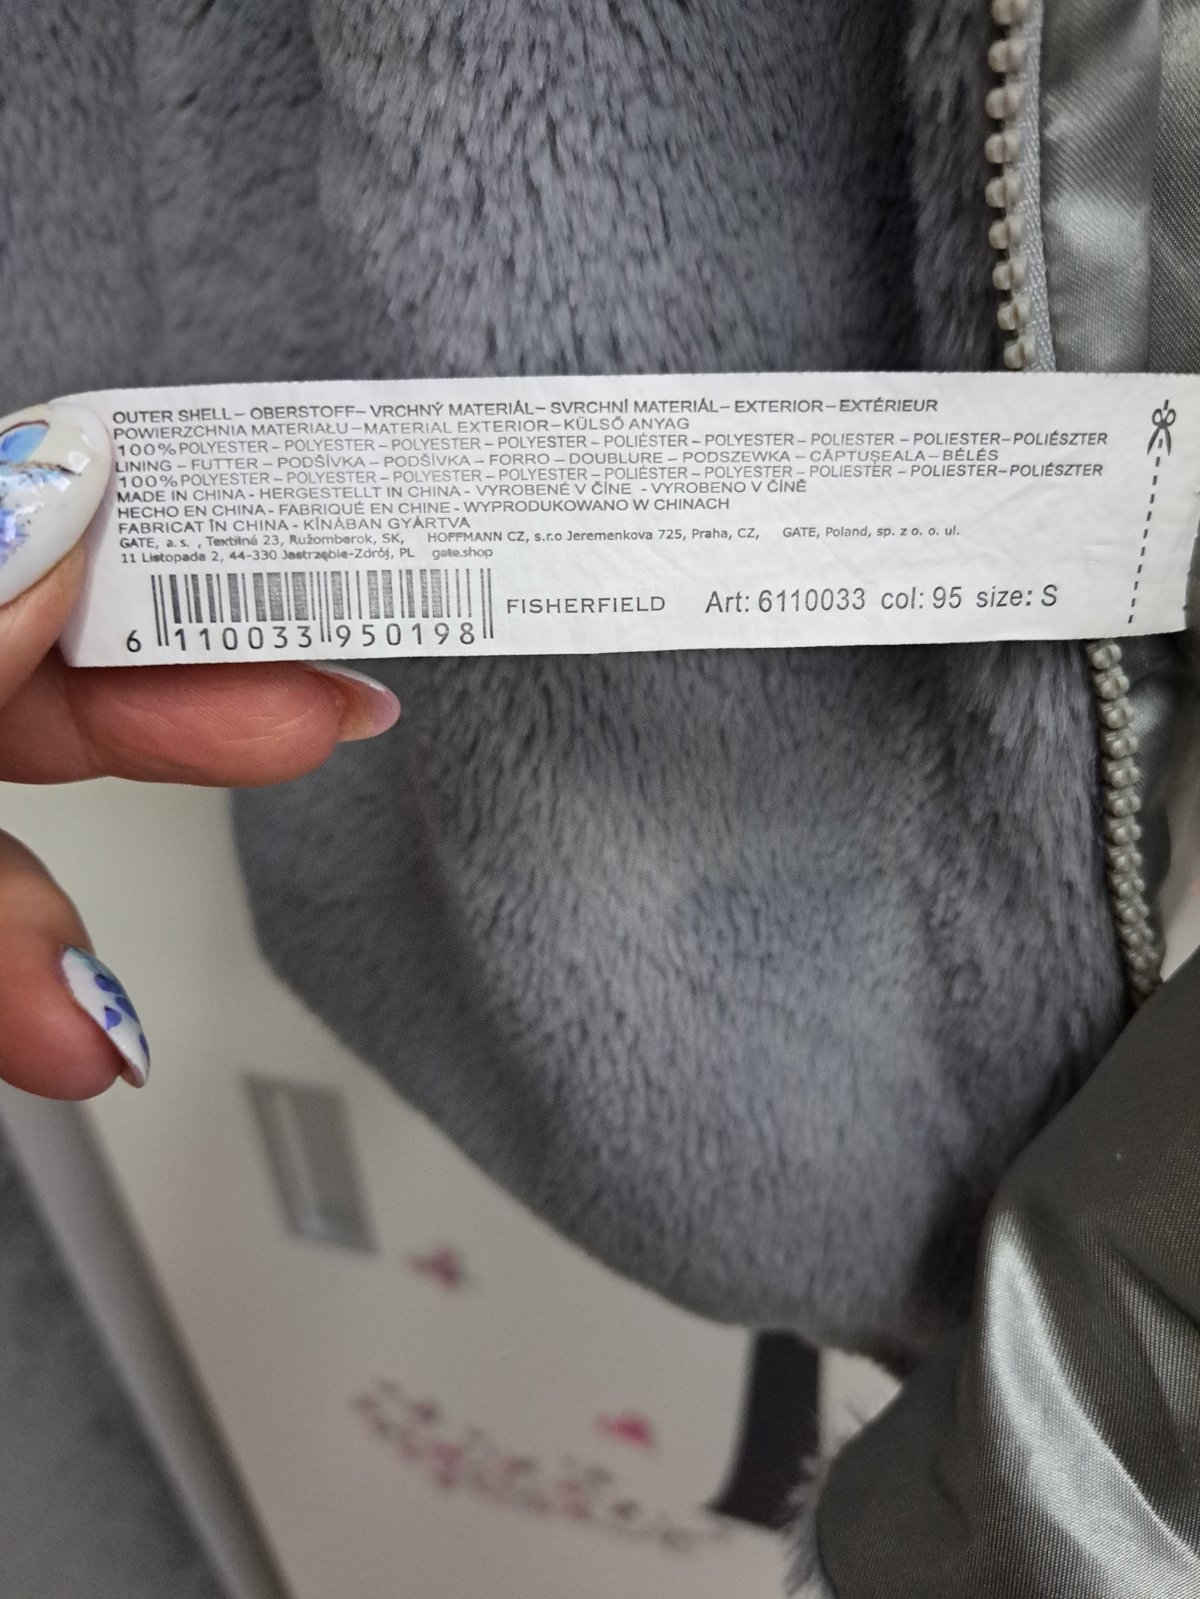 OUTER SHELL – OBERSTOFF – VRCHNÝ MATERIÁL – SVRCHNÍ MATERIÁL – EXTERIOR – EXTÉRIEUR
POWIERZCHNIA MATERIAŁU – MATERIAL EXTERIOR – KÜLSŐ ANYAG
100% POLYESTER – POLYESTER – POLYESTER – POLYESTER – POLIÉSTER – POLYESTER – POLIESTER – POLIESTER – POLIÉSZTER
LINING – FUTTER – PODŠÍVKA – PODŠÍVKA – FORRO – DOUBLURE – PODSZEWKA – CĂPTUȘEALA – BÉLÉS
100% POLYESTER – POLYESTER – POLYESTER – POLYESTER – POLIÉSTER – POLYESTER – POLIESTER – POLIESTER – POLIÉSZTER
MADE IN CHINA - HERGESTELLT IN CHINA - VYROBENÉ V ČÍNE - VYROBENO V ČÍNĚ
HECHO EN CHINA - FABRIQUÉ EN CHINE - WYPRODUKOWANO W CHINACH
FABRICAT ÎN CHINA - KÍNÁBAN GYÁRTVA
GATE, a. s. , Textilná 23, Ružomberok, SK, HOFFMANN CZ, s.r.o Jeremenkova 725, Praha, CZ, GATE, Poland, sp. z o. o. ul.
11 Listopada 2, 44-330 Jastrzębie-Zdrój, PL gate.shop
6 110033 950198 FISHERFIELD Art: 6110033 col: 95 size: S